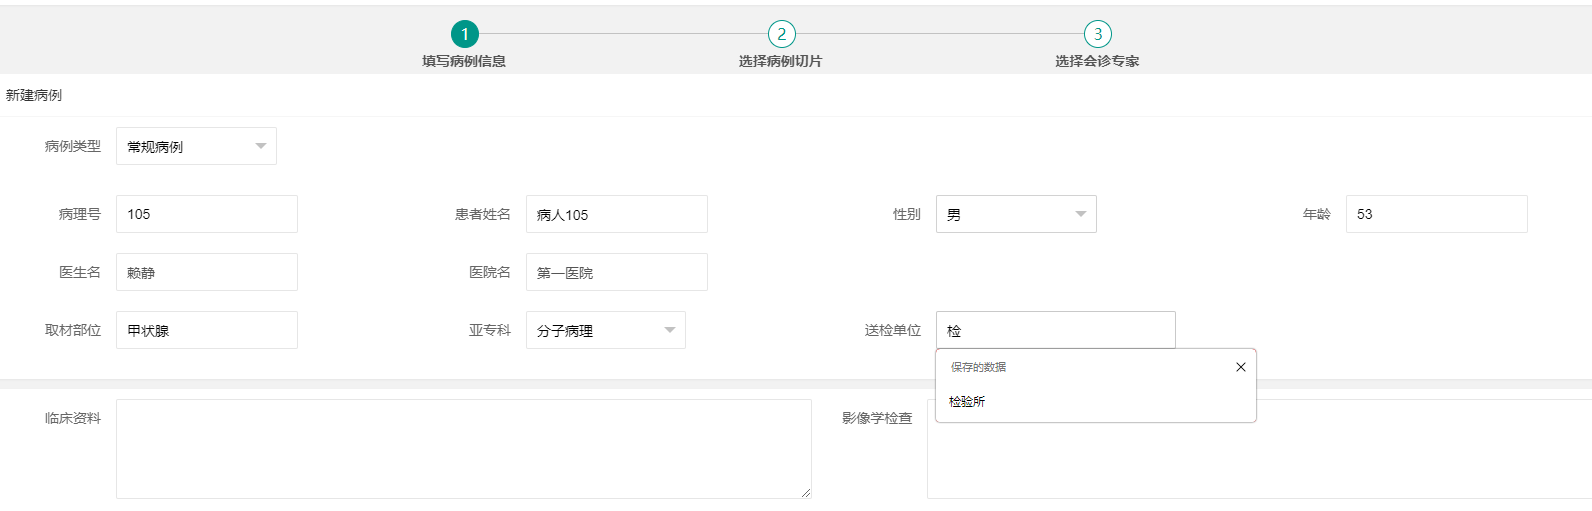 1 2 3
填写病例信息 选择病例切片 选择会诊专家
新建病例
病例类型 常规病例
病理号 105 患者姓名 病人105 性别 男 年龄 53
医生名 赖静 医院名 第一医院
取材部位 甲状腺 亚专科 分子病理 送检单位 检
保存的数据
检验所
临床资料 影像学检查